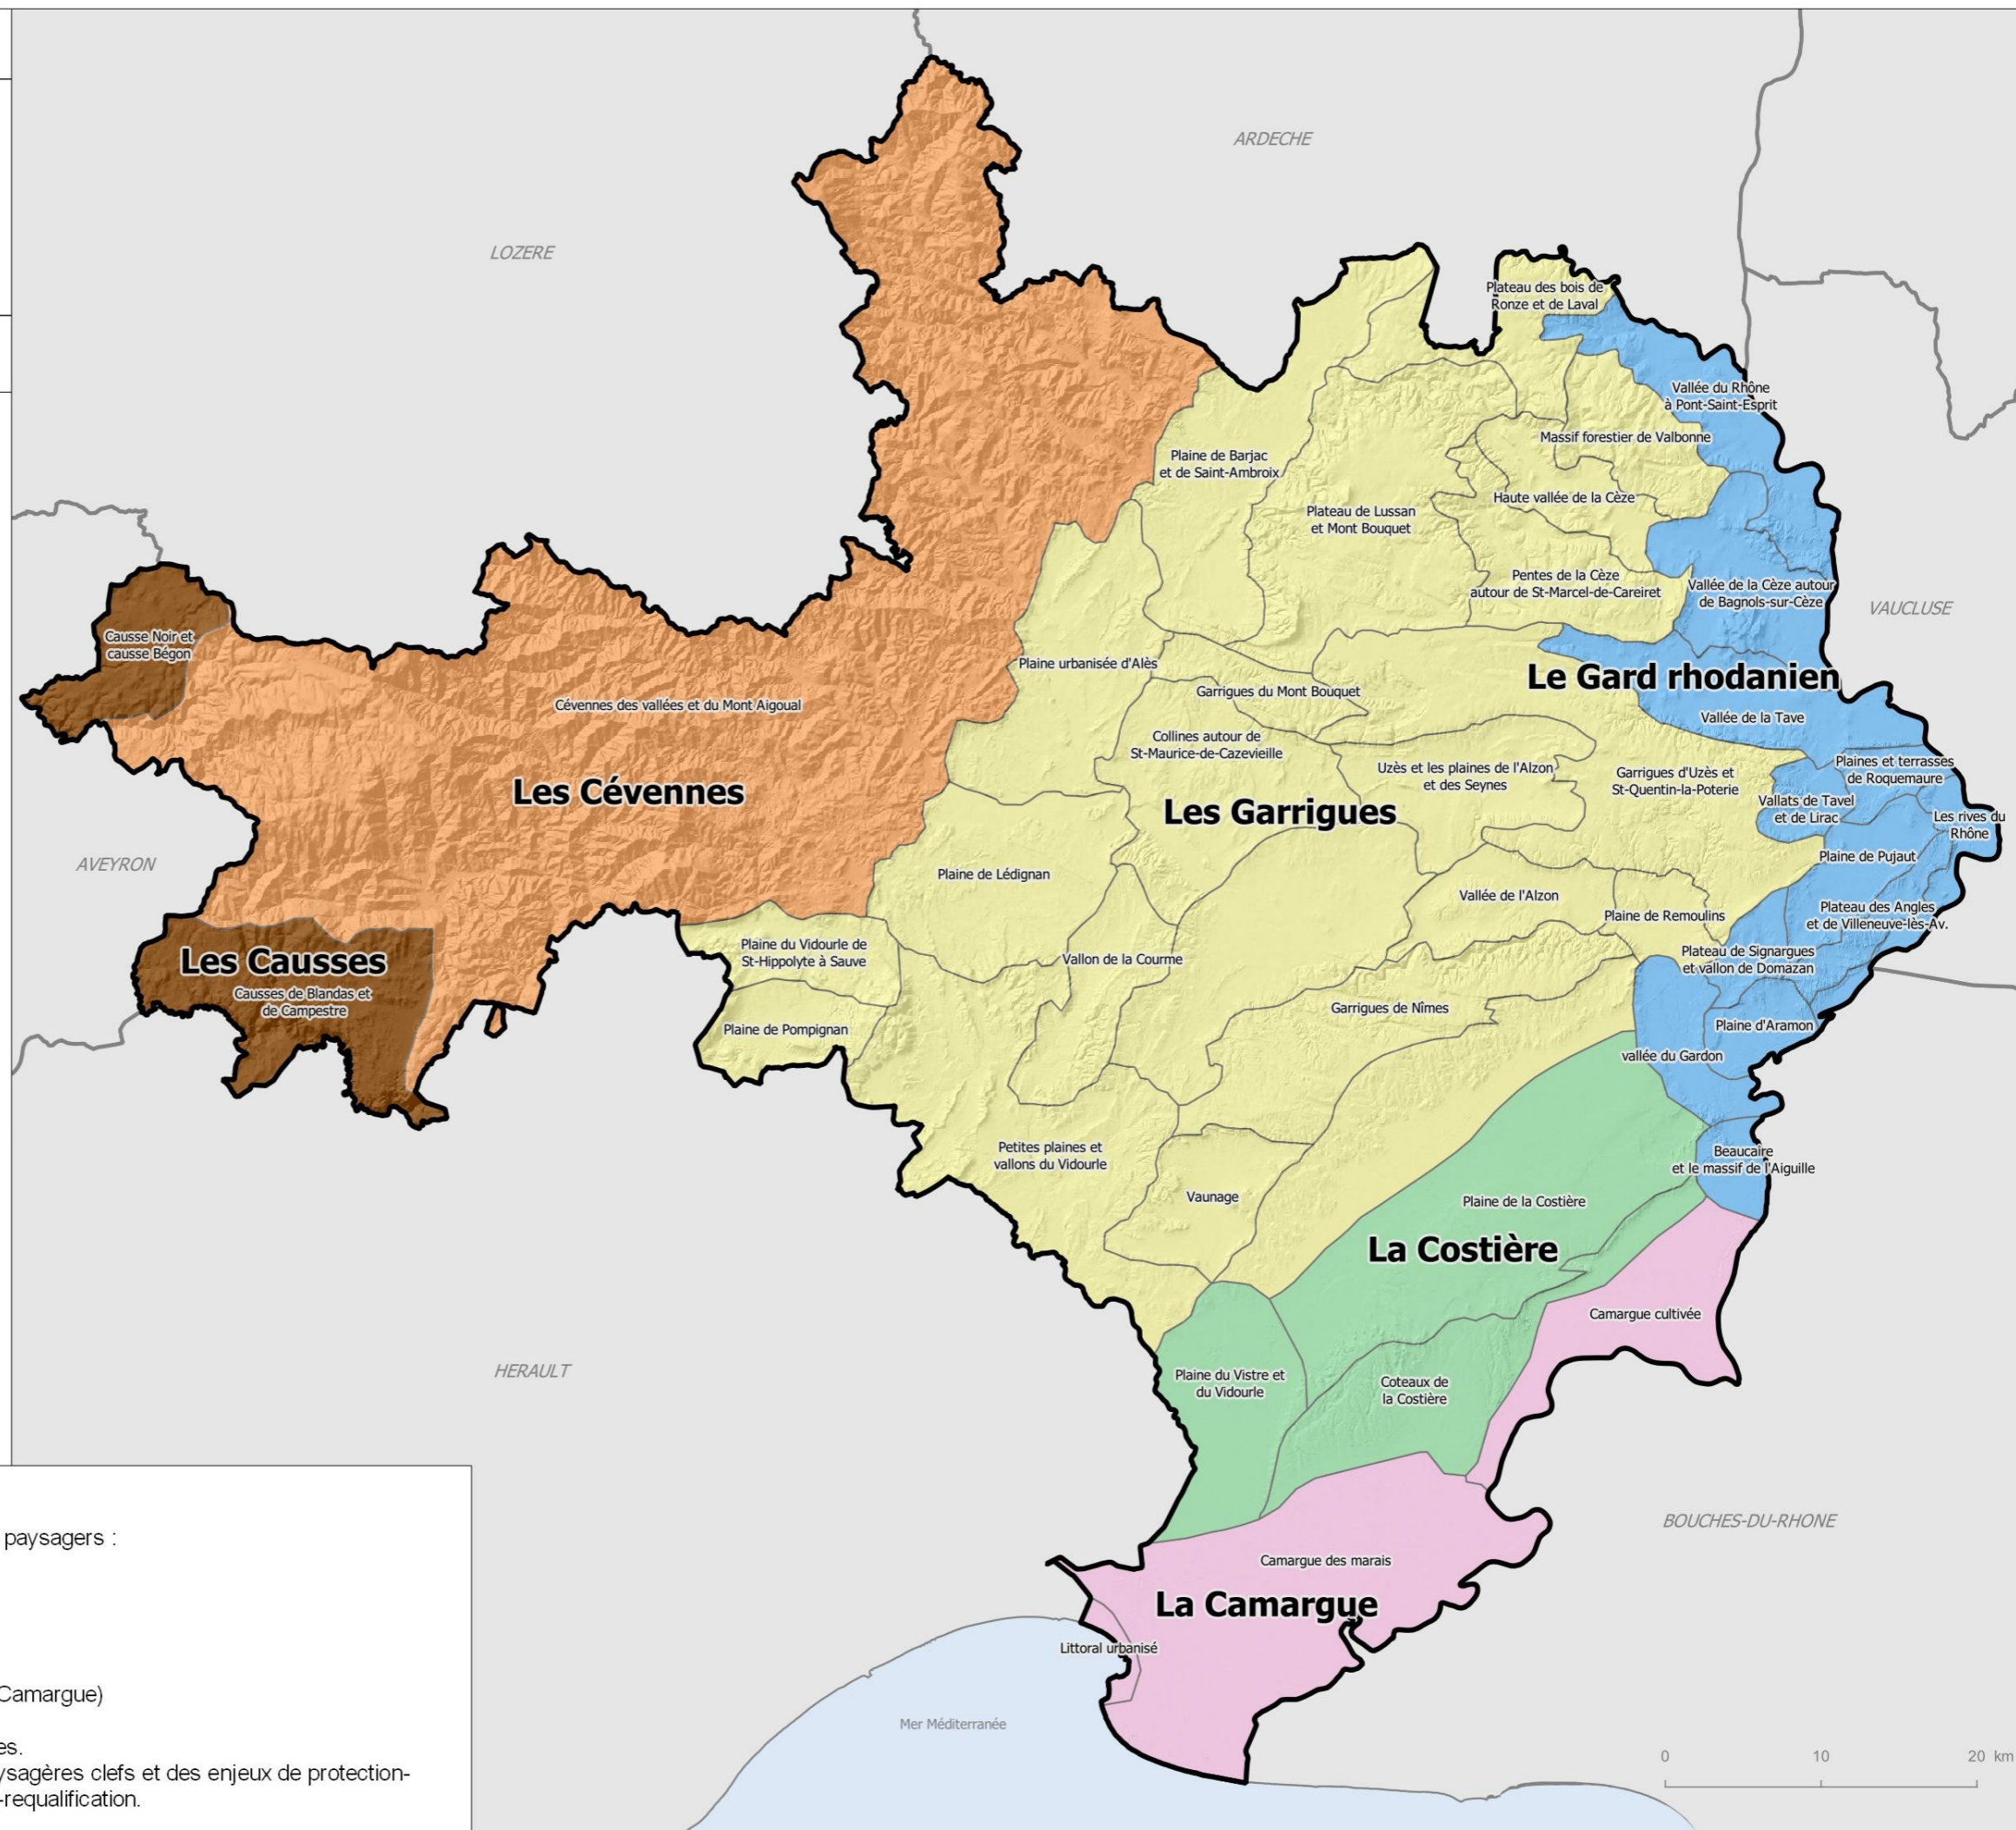 ARDECHE
LOZERE
Plateau des bois de
Ronze et de Laval
Vallée du Rhône
à Pont-Saint-Esprit
Massif forestier de Valbonne
Plaine de Barjac
et de Saint-Ambroix
Haute vallée de la Cèze
Plateau de Lussan
et Mont Bouquet
Pentes de la Cèze
autour de St-Marcel-de-Careiret
Vallée de la Cèze autour
de Bagnols-sur-Cèze
VAUCLUSE
Causse Noir et
causse Bégon
Plaine urbanisée d'Alès
Le Gard rhodanien
Garrigues du Mont Bouquet
Cévennes des vallées et du Mont Aigoual
Vallée de la Tave
Collines autour de
St-Maurice-de-Cazevieille
Uzès et les plaines de l'Alzon
et des Seynes
Garrigues d'Uzès et
St-Quentin-la-Poterie
Plaines et terrasses
de Roquemaure
Les Cévennes
Les Garrigues
Vallats de Tavel
et de Lirac
Les rives du
Rhône
AVEYRON
Plaine de Pujaut
Plaine de Lédignan
Vallée de l'Alzon
Plaine de Remoulins
Plateau des Angles
et de Villeneuve-lès-Av.
Plaine du Vidourle de
St-Hippolyte à Sauve
Vallon de la Courme
Plateau de Signargues
et vallon de Domazan
Les Causses
Causses de Blandas et
de Campestre
Garrigues de Nîmes
Plaine d'Aramon
Plaine de Pompignan
vallée du Gardon
Petites plaines et
vallons du Vidourle
Beaucaire
et le massif de l'Aiguille
Vaunage
Plaine de la Costière
La Costière
Camargue cultivée
HERAULT
Plaine du Vistre et
du Vidourle
Coteaux de
la Costière
BOUCHES-DU-RHONE
Camargue des marais
La Camargue
Littoral urbanisé
Mer Méditerranée
0 10 20 km
paysagers :
Camargue)
es.
ysagères clefs et des enjeux de protection-
-requalification.